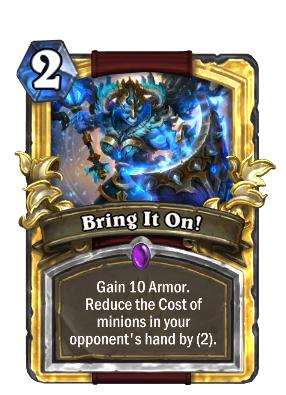 2
Bring It On!
Gain 10 Armor.
Reduce the Cost of
minions in your
opponent's hand by (2).